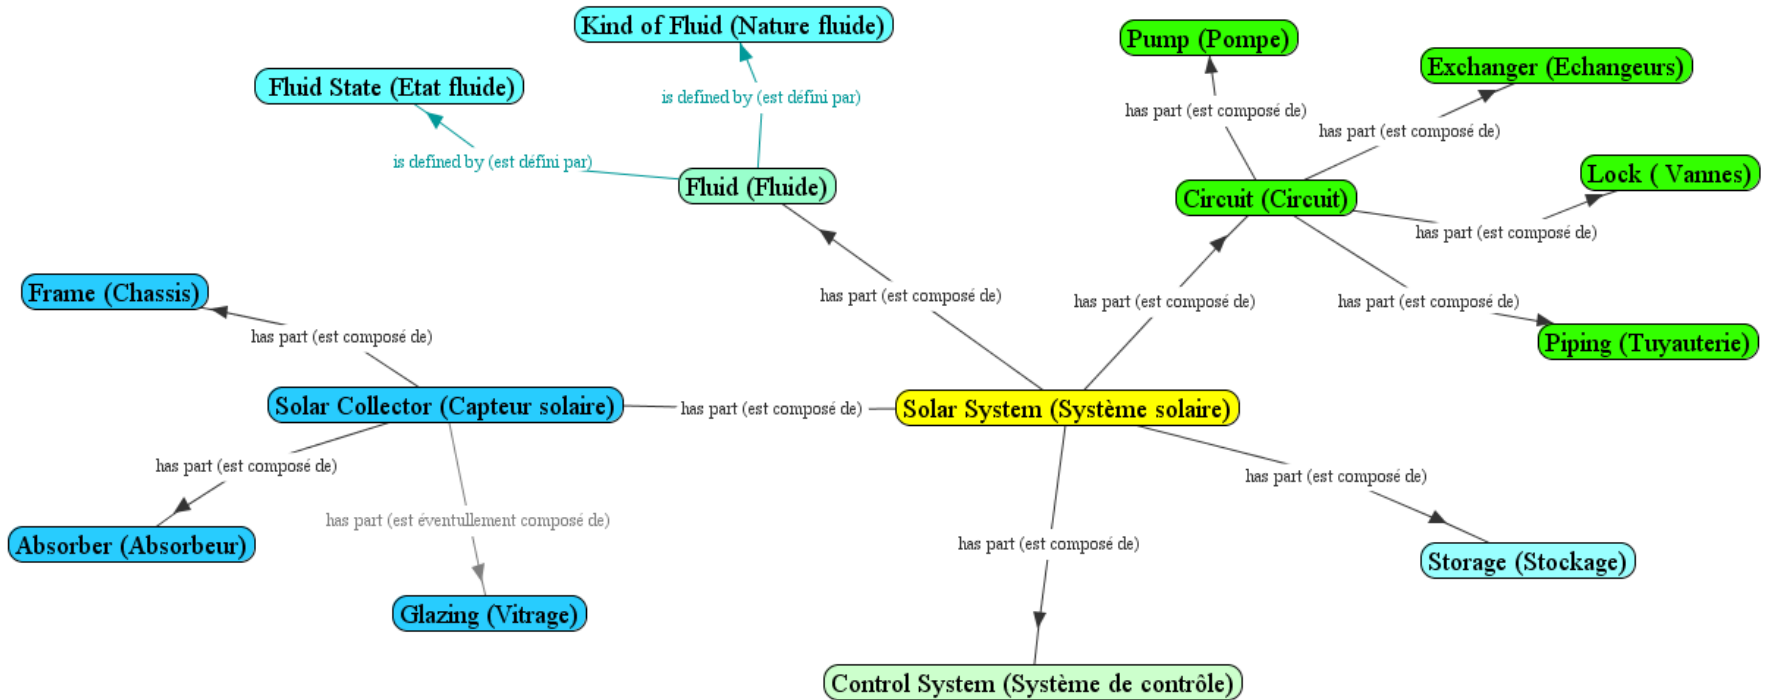 Kind of Fluid (Nature fluide)
Pump (Pompe)
Exchanger (Echangeurs)
Fluid State (Etat fluide)
is defined by (est défini par)
has part (est composé de)
has part (est composé de)
is defined by (est défini par)
Lock ( Vannes)
Fluid (Fluide)
Circuit (Circuit)
has part (est composé de)
Frame (Chassis)
has part (est composé de)
has part (est composé de)
has part (est composé de)
has part (est composé de)
Piping (Tuyauterie)
Solar Collector (Capteur solaire)
has part (est composé de)
Solar System (Système solaire)
has part (est composé de)
has part (est composé de)
has part (est éventullement composé de)
Absorber (Absorbeur)
has part (est composé de)
Storage (Stockage)
Glazing (Vitrage)
Control System (Système de contrôle)